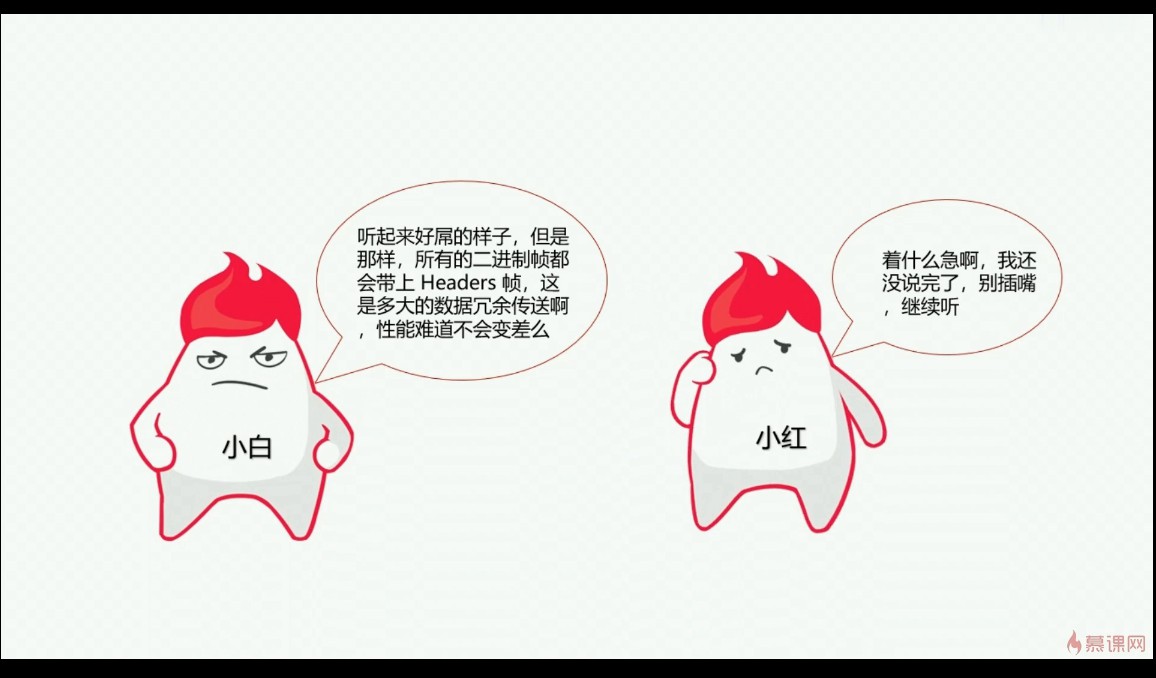 听起来好屌的样子，但是
那样，所有的二进制帧都
会带上 Headers 帧，这
是多大的数据冗余传送啊
，性能难道不会变差么
小白
着什么急啊，我还
没说完了，别插嘴
，继续听
小红
慕课网